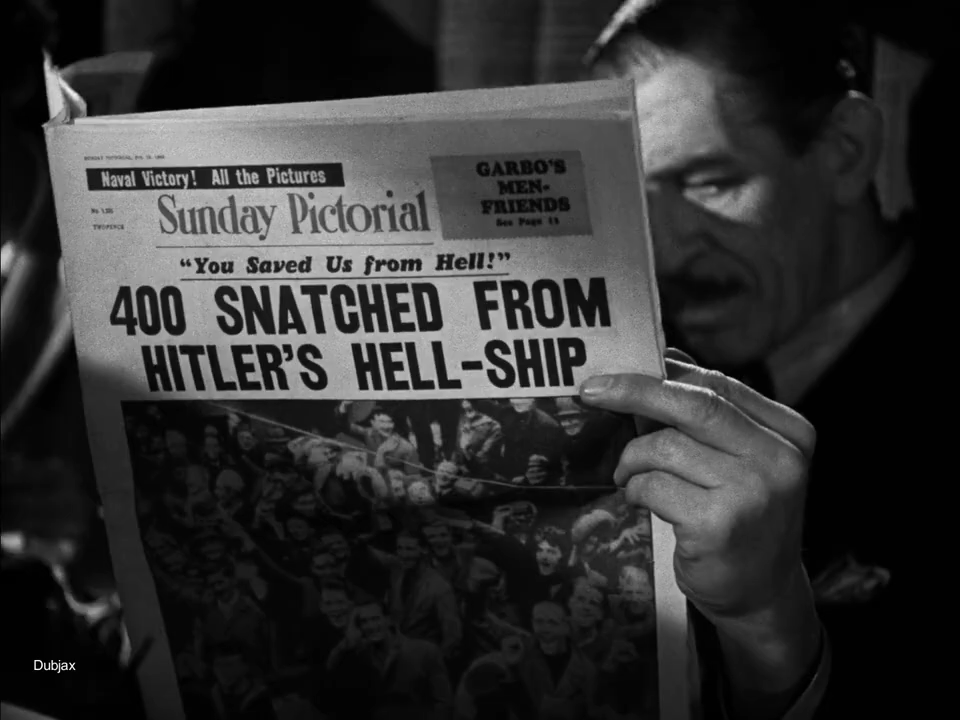 Naval Victory! All the Pictures
Sunday Pictorial
TWOPENCE
GARBO'S
MEN-
FRIENDS
See Page 11
"You Saved Us from Hell!"
400 SNATCHED FROM
HITLER'S HELL-SHIP
Dubjax